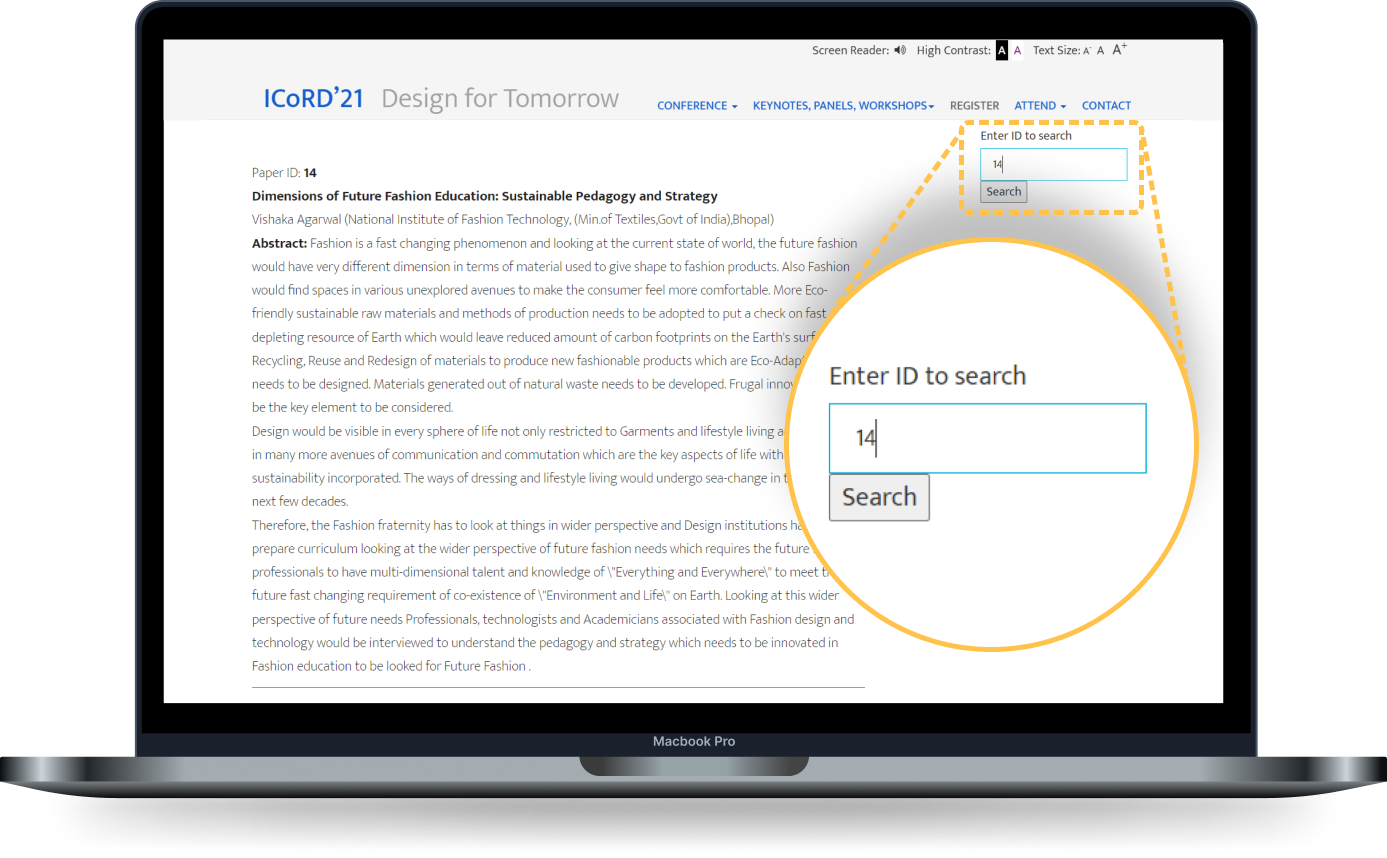 Screen Reader: High Contrast: A A Text Size: A- A A+
ICoRD’21 Design for Tomorrow
CONFERENCE KEYNOTES, PANELS, WORKSHOPS REGISTER ATTEND CONTACT
Enter ID to search
14
Search
Paper ID: 14
Dimensions of Future Fashion Education: Sustainable Pedagogy and Strategy
Vishaka Agarwal (National Institute of Fashion Technology, (Min.of Textiles,Govt of India),Bhopal)
Abstract: Fashion is a fast changing phenomenon and looking at the current state of world, the future fashion
would have very different dimension in terms of material used to give shape to fashion products. Also Fashion
would find spaces in various unexplored avenues to make the consumer feel more comfortable. More Eco-
friendly sustainable raw materials and methods of production needs to be adopted to put a check on fast
depleting resource of Earth which would leave reduced amount of carbon footprints on the Earth's
Recycling, Reuse and Redesign of materials to produce new fashionable products which are
needs to be designed. Materials generated out of natural waste needs to be developed. Frugal
be the key element to be considered.
Design would be visible in every sphere of life not only restricted to Garments and lifestyle living
in many more avenues of communication and commutation which are the key aspects of life with
sustainability incorporated. The ways of dressing and lifestyle living would undergo sea-change in
next few decades.
Therefore, the Fashion fraternity has to look at things in wider perspective and Design institutions
prepare curriculum looking at the wider perspective of future fashion needs which requires the future
professionals to have multi-dimensional talent and knowledge of \"Everything and Everywhere\" to meet
future fast changing requirement of co-existence of \"Environment and Life\" on Earth. Looking at this wider
perspective of future needs Professionals, technologists and Academicians associated with Fashion design and
technology would be interviewed to understand the pedagogy and strategy which needs to be innovated in
Fashion education to be looked for Future Fashion .
Enter ID to search
14
Search
Macbook Pro